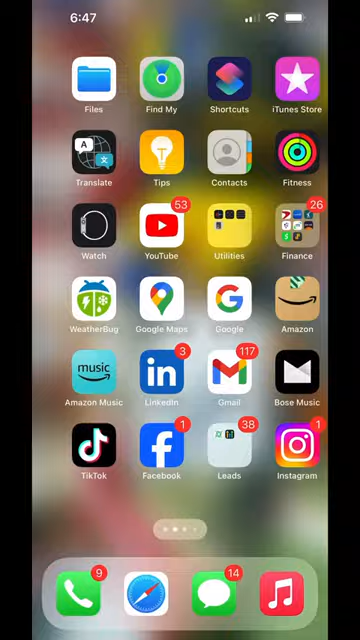 6:47
Files Find My Shortcuts iTunes Store
A 文
Translate Tips Contacts Fitness
53 26
Watch YouTube Utilities Finance
WeatherBug Google Maps Google Amazon
3 117
music in
Amazon Music LinkedIn Gmail Bose Music
1 38 1
TikTok Facebook Leads Instagram
9 14